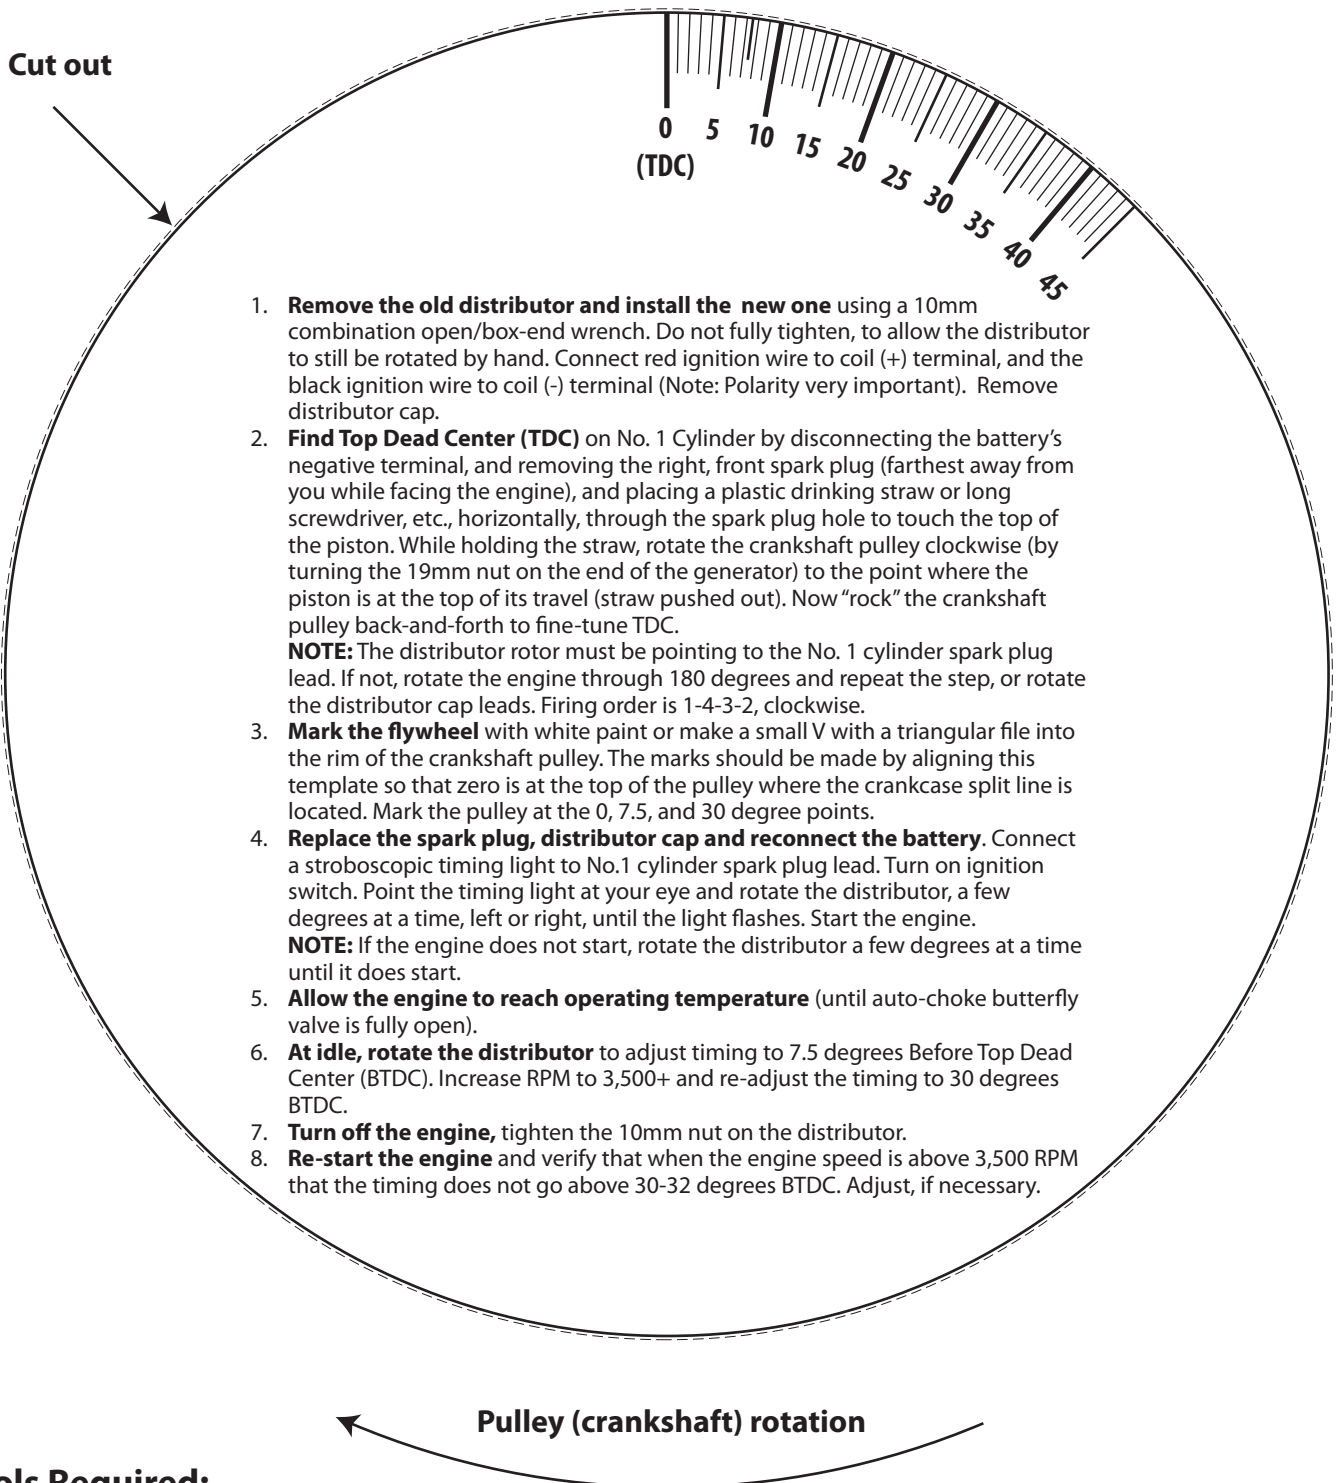 Cut out
0 5 10 15 20 25 30 35 40 45
(TDC)
1. Remove the old distributor and install the  new one using a 10mm
combination open/box-end wrench. Do not fully tighten, to allow the distributor
to still be rotated by hand. Connect red ignition wire to coil (+) terminal, and the
black ignition wire to coil (-) terminal (Note: Polarity very important).  Remove
distributor cap.
2. Find Top Dead Center (TDC) on No. 1 Cylinder by disconnecting the battery’s
negative terminal, and removing the right, front spark plug (farthest away from
you while facing the engine), and placing a plastic drinking straw or long
screwdriver, etc., horizontally, through the spark plug hole to touch the top of
the piston. While holding the straw, rotate the crankshaft pulley clockwise (by
turning the 19mm nut on the end of the generator) to the point where the
piston is at the top of its travel (straw pushed out). Now “rock” the crankshaft
pulley back-and-forth to fine-tune TDC.
NOTE: The distributor rotor must be pointing to the No. 1 cylinder spark plug
lead. If not, rotate the engine through 180 degrees and repeat the step, or rotate
the distributor cap leads. Firing order is 1-4-3-2, clockwise.
3. Mark the flywheel with white paint or make a small V with a triangular file into
the rim of the crankshaft pulley. The marks should be made by aligning this
template so that zero is at the top of the pulley where the crankcase split line is
located. Mark the pulley at the 0, 7.5, and 30 degree points.
4. Replace the spark plug, distributor cap and reconnect the battery. Connect
a stroboscopic timing light to No.1 cylinder spark plug lead. Turn on ignition
switch. Point the timing light at your eye and rotate the distributor, a few
degrees at a time, left or right, until the light flashes. Start the engine.
NOTE: If the engine does not start, rotate the distributor a few degrees at a time
until it does start.
5. Allow the engine to reach operating temperature (until auto-choke butterfly
valve is fully open).
6. At idle, rotate the distributor to adjust timing to 7.5 degrees Before Top Dead
Center (BTDC). Increase RPM to 3,500+ and re-adjust the timing to 30 degrees
BTDC.
7. Turn off the engine, tighten the 10mm nut on the distributor.
8. Re-start the engine and verify that when the engine speed is above 3,500 RPM
that the timing does not go above 30-32 degrees BTDC. Adjust, if necessary.
Pulley (crankshaft) rotation
Required: